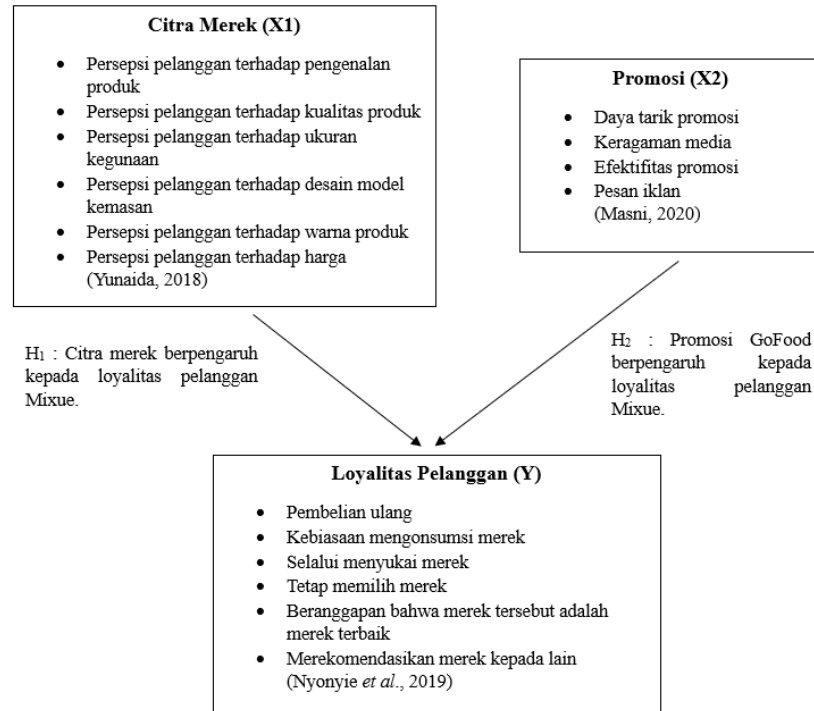 Citra Merek (X1)
• Persepsi pelanggan terhadap pengenalan
produk
• Persepsi pelanggan terhadap kualitas produk
• Persepsi pelanggan terhadap ukuran
kegunaan
• Persepsi pelanggan terhadap desain model
kemasan
• Persepsi pelanggan terhadap warna produk
• Persepsi pelanggan terhadap harga
(Yunaida, 2018)
Promosi (X2)
• Daya tarik promosi
• Keragaman media
• Efektifitas promosi
• Pesan iklan
(Masni, 2020)
H₁ : Citra merek berpengaruh
kepada loyalitas pelanggan
Mixue.
H₂ : Promosi GoFood
berpengaruh kepada
loyalitas pelanggan
Mixue.
Loyalitas Pelanggan (Y)
• Pembelian ulang
• Kebiasaan mengonsumsi merek
• Selalui menyukai merek
• Tetap memilih merek
• Beranggapan bahwa merek tersebut adalah
merek terbaik
• Merekomendasikan merek kepada lain
(Nyonyie et al., 2019)